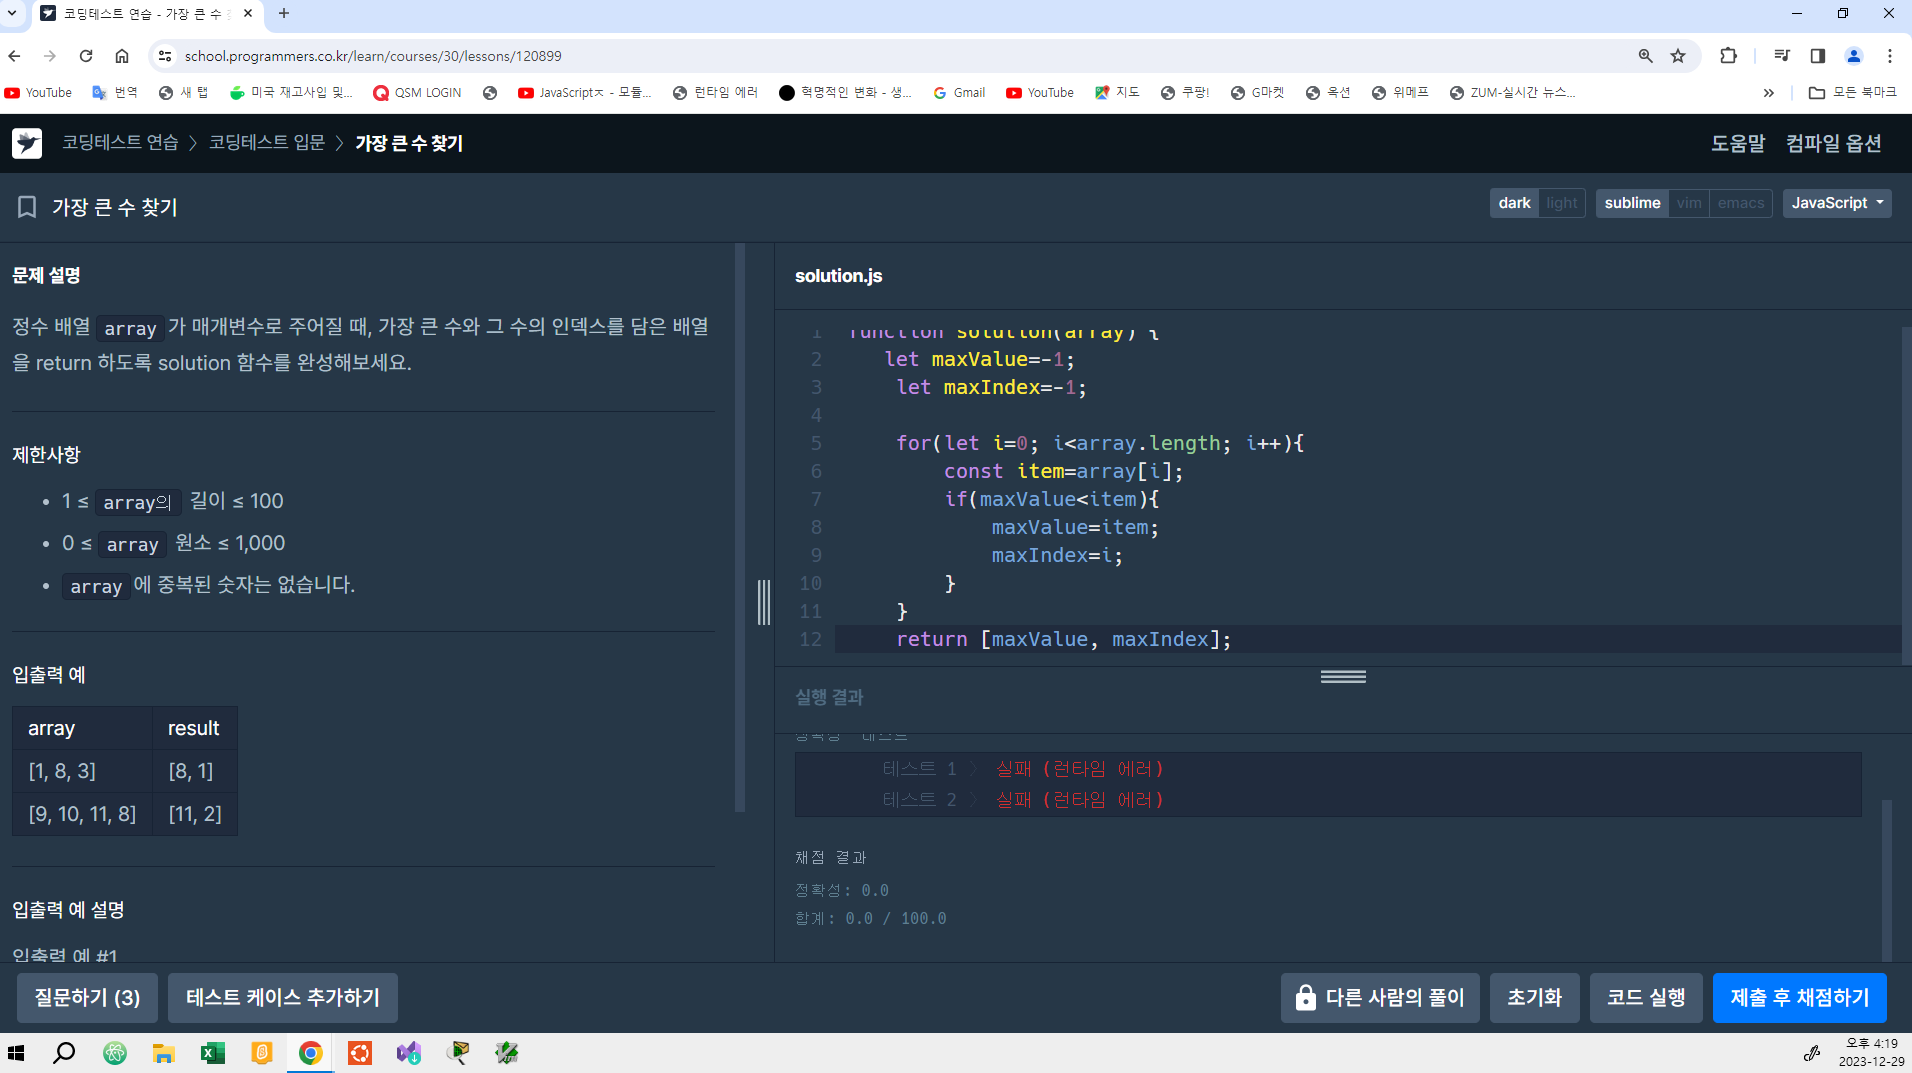 코딩테스트 연습 - 가장 큰 수
school.programmers.co.kr/learn/courses/30/lessons/120899
YouTube 번역 새 탭 미국 재고사입 및... QSM LOGIN JavaScriptㅈ - 모듈... 런타임 에러 혁명적인 변화 - 생... Gmail YouTube 지도 쿠팡! G마켓 옥션 위메프 ZUM-실시간 뉴스... » 모든 북마크
코딩테스트 연습 > 코딩테스트 입문 > 가장 큰 수 찾기 도움말 컴파일 옵션
가장 큰 수 찾기 dark light sublime vim emacs JavaScript
문제 설명
정수 배열 array 가 매개변수로 주어질 때, 가장 큰 수와 그 수의 인덱스를 담은 배열
을 return 하도록 solution 함수를 완성해보세요.
제한사항
• 1 ≤ array의 길이 ≤ 100
• 0 ≤ array 원소 ≤ 1,000
• array 에 중복된 숫자는 없습니다.
입출력 예
array result
[1, 8, 3] [8, 1]
[9, 10, 11, 8] [11, 2]
입출력 예 설명
입출력 예 #1
solution.js
1 function solution(array) {
2 let maxValue=-1;
3 let maxIndex=-1;
4
5 for(let i=0; i<array.length; i++){
6 const item=array[i];
7 if(maxValue<item){
8 maxValue=item;
9 maxIndex=i;
10 }
11 }
12 return [maxValue, maxIndex];
실행 결과
정확성 테스트
테스트 1 > 실패 (런타임 에러)
테스트 2 > 실패 (런타임 에러)
채점 결과
정확성: 0.0
합계: 0.0 / 100.0
질문하기 (3) 테스트 케이스 추가하기 다른 사람의 풀이 초기화 코드 실행 제출 후 채점하기
오후 4:19
2023-12-29